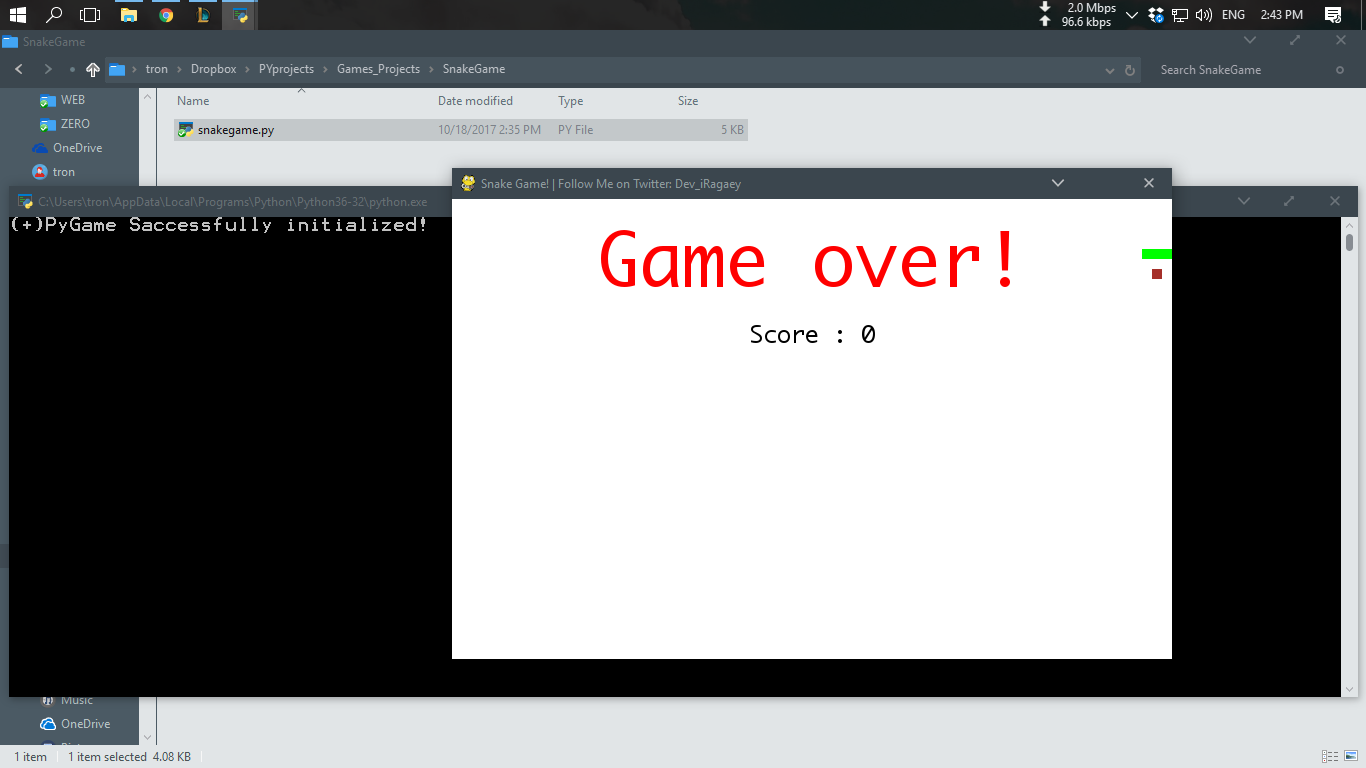 2.0 Mbps
96.6 kbps
ENG
2:43 PM
SnakeGame
tron Dropbox PYprojects Games_Projects SnakeGame
Search SnakeGame
Name Date modified Type Size
snakegame.py 10/18/2017 2:35 PM PY File 5 KB
WEB
ZERO
OneDrive
tron
C:\Users\tron\AppData\Local\Programs\Python\Python36-32\python.exe
(+)PyGame Saccessfully initialized!
Snake Game! | Follow Me on Twitter: Dev_iRagaey
Game over!
Score : 0
Music
OneDrive
1 item 1 item selected 4.08 KB